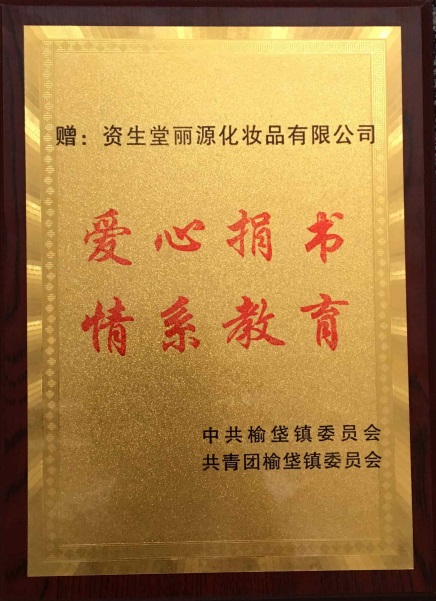 赠：资生堂丽源化妆品有限公司
爱心捐书
情系教育
中共榆垡镇委员会
共青团榆垡镇委员会